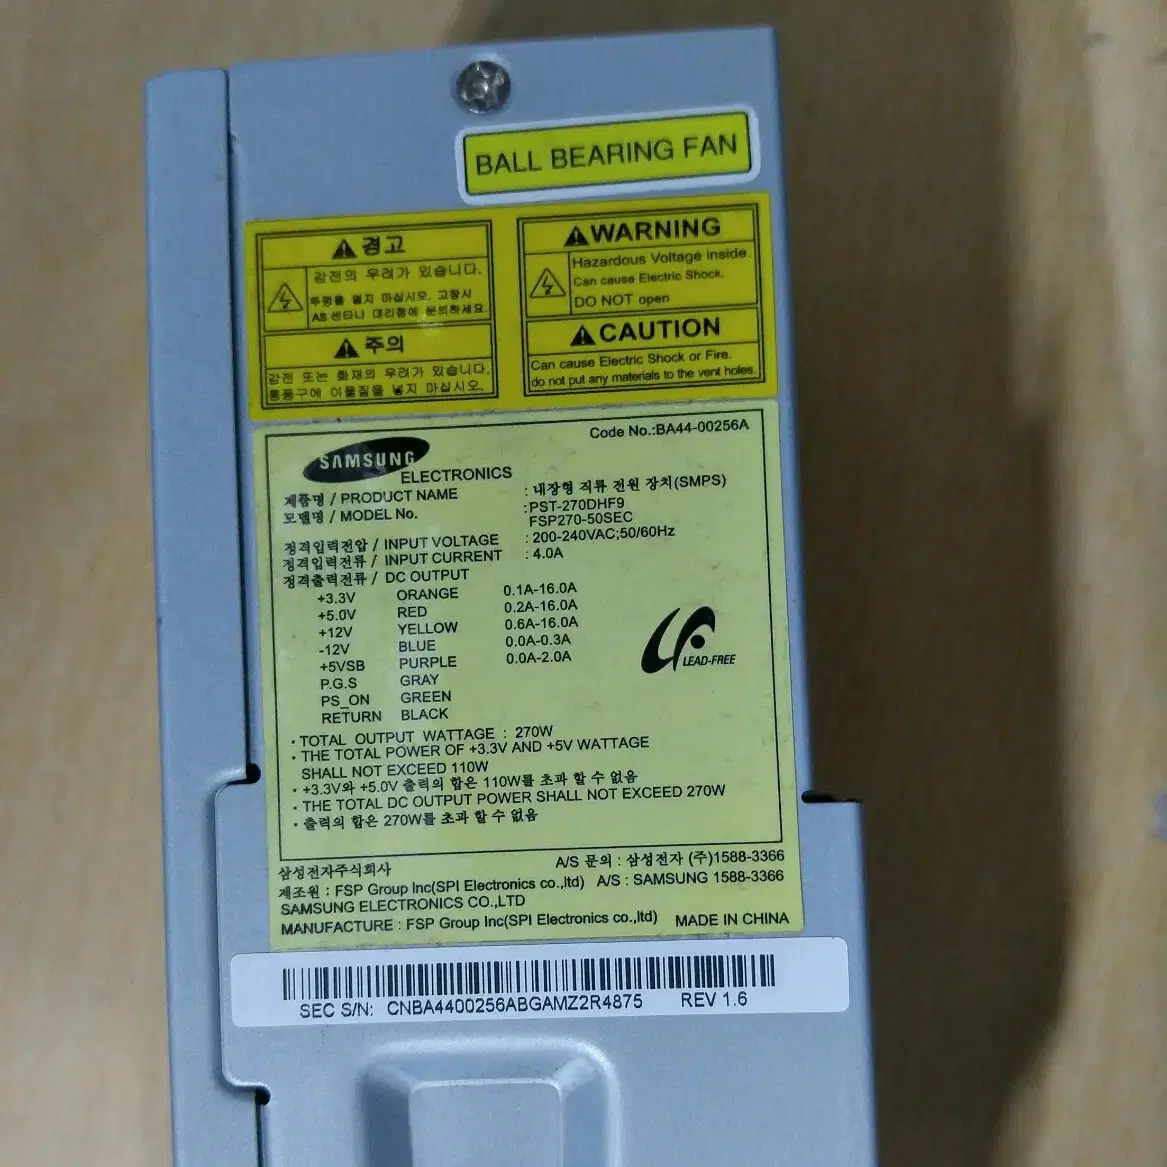 BALL BEARING FAN
경고
감전의 우려가 있습니다.
뚜껑을 열지 마십시오. 고장시
AS센타나 대리점에 문의하세요.
주의
감전 또는 화재의 우려가 있습니다.
통풍구에 이물질을 넣지 마십시오.
WARNING
Hazardous Voltage inside.
Can cause Electric Shock.
DO NOT open
CAUTION
Can cause Electric Shock or Fire.
do not put any materials to the vent holes.
Code No.:BA44-00256A
SAMSUNG ELECTRONICS
제품명 / PRODUCT NAME : 내장형 직류 전원 장치(SMPS)
모델명 / MODEL No. : PST-270DHF9
FSP270-50SEC
정격입력전압 / INPUT VOLTAGE : 200-240VAC;50/60Hz
정격입력전류 / INPUT CURRENT : 4.0A
정격출력전류 / DC OUTPUT
+3.3V ORANGE 0.1A-16.0A
+5.0V RED 0.2A-16.0A
+12V YELLOW 0.6A-16.0A
-12V BLUE 0.0A-0.3A
+5VSB PURPLE 0.0A-2.0A
P.G.S GRAY
PS_ON GREEN
RETURN BLACK
LEAD-FREE
· TOTAL OUTPUT WATTAGE : 270W
· THE TOTAL POWER OF +3.3V AND +5V WATTAGE
SHALL NOT EXCEED 110W
· +3.3V와 +5.0V 출력의 합은 110W를 초과 할 수 없음
· THE TOTAL DC OUTPUT POWER SHALL NOT EXCEED 270W
· 출력의 합은 270W를 초과 할 수 없음
삼성전자주식회사 A/S 문의 : 삼성전자 (주)1588-3366
제조원 : FSP Group Inc(SPI Electronics co.,ltd) A/S : SAMSUNG 1588-3366
SAMSUNG ELECTRONICS CO.,LTD
MANUFACTURE : FSP Group Inc(SPI Electronics co.,ltd) MADE IN CHINA
SEC S/N: CNBA4400256ABGAMZ2R4875 REV 1.6